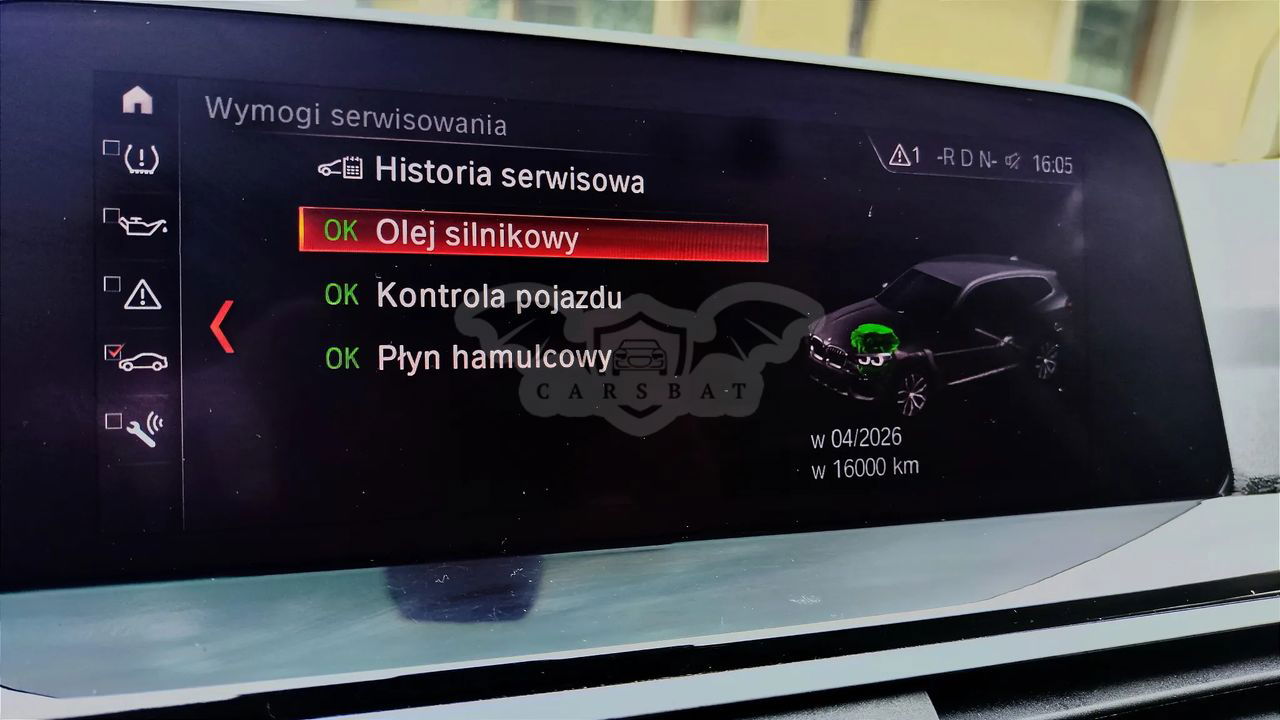 Wymogi serwisowania
⚠1 -R D N- 16:05
Historia serwisowa
OK Olej silnikowy
OK Kontrola pojazdu
OK Płyn hamulcowy
CARSBAT
w 04/2026
w 16000 km